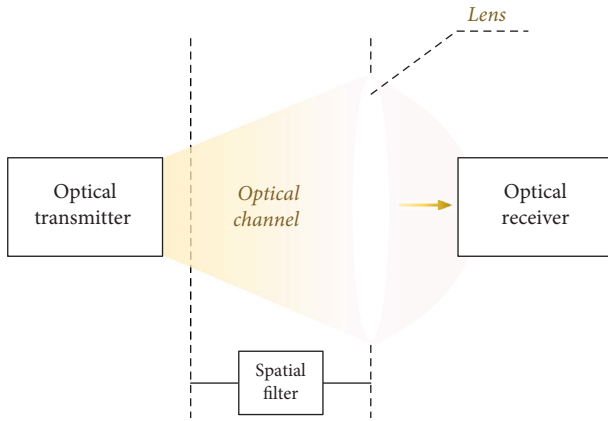 Lens
Optical
transmitter
Optical
channel
Optical
receiver
Spatial
filter